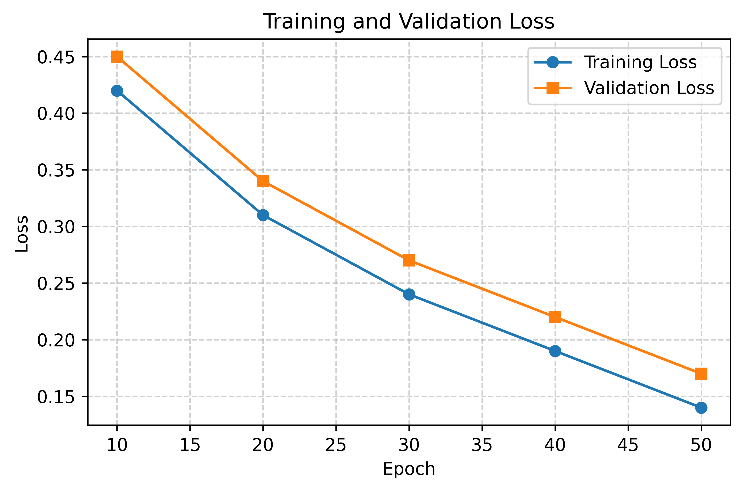 Training and Validation Loss
Training Loss
Validation Loss
0.45
0.40
0.35
0.30
0.25
0.20
0.15
Loss
10 15 20 25 30 35 40 45 50
Epoch